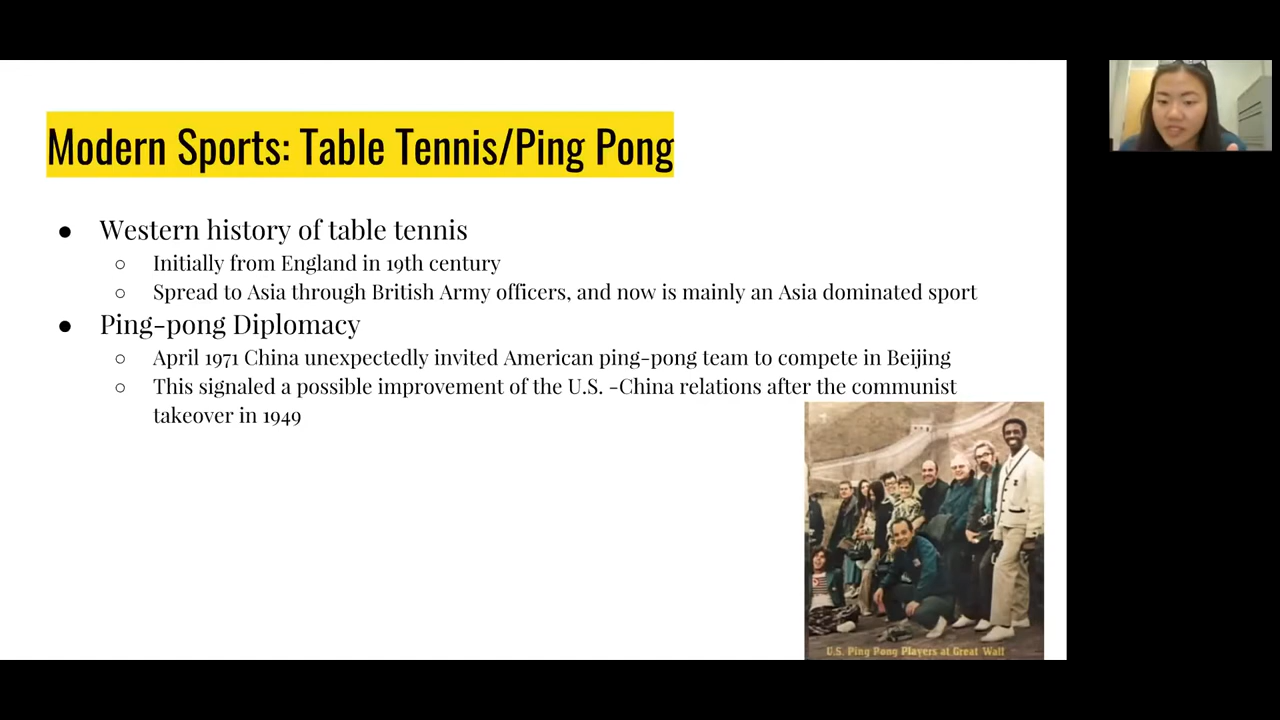 Modern Sports: Table Tennis/Ping Pong
● Western history of table tennis
○ Initially from England in 19th century
○ Spread to Asia through British Army officers, and now is mainly an Asia dominated sport
● Ping-pong Diplomacy
○ April 1971 China unexpectedly invited American ping-pong team to compete in Beijing
○ This signaled a possible improvement of the U.S. -China relations after the communist
takeover in 1949
U.S. Ping Pong Players at Great Wall